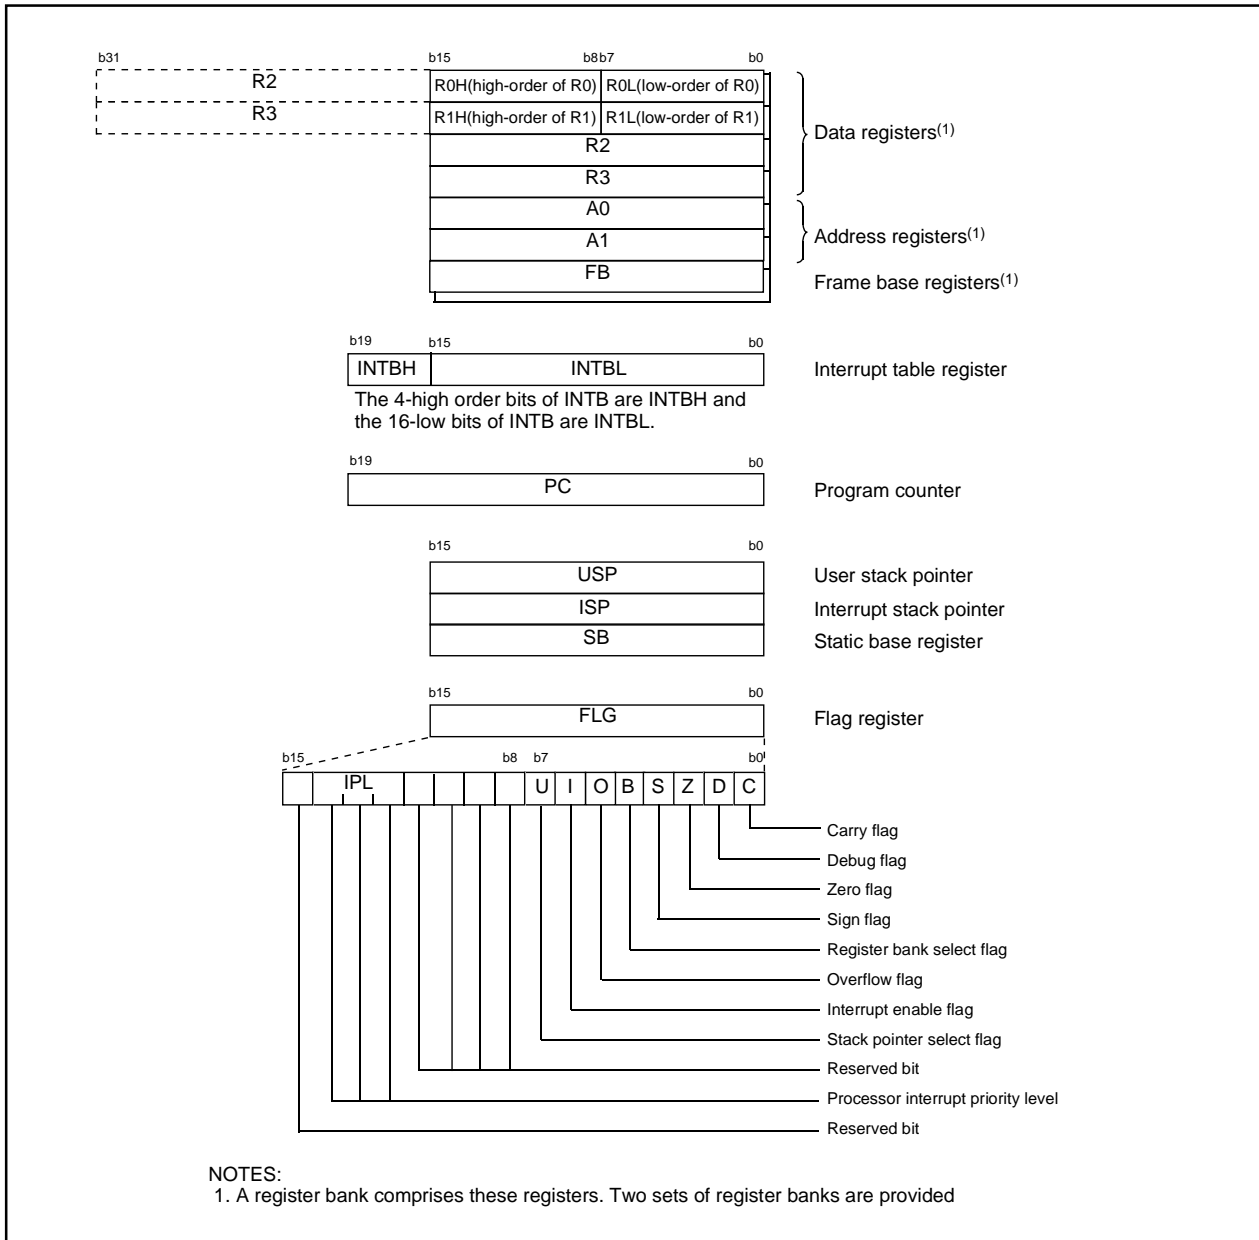 b31 b15 b8b7 b0
R2 R0H(high-order of R0) R0L(low-order of R0)
R3 R1H(high-order of R1) R1L(low-order of R1)
Data registers(1)
R2
R3
A0
A1
Address registers(1)
FB
Frame base registers(1)
b19 b15 b0
INTBH INTBL Interrupt table register
The 4-high order bits of INTB are INTBH and
the 16-low bits of INTB are INTBL.
b19 b0
PC Program counter
b15 b0
USP User stack pointer
ISP Interrupt stack pointer
SB Static base register
b15 b0
FLG Flag register
b15 b8 b7 b0
IPL U I O B S Z D C
Carry flag
Debug flag
Zero flag
Sign flag
Register bank select flag
Overflow flag
Interrupt enable flag
Stack pointer select flag
Reserved bit
Processor interrupt priority level
Reserved bit
NOTES:
1. A register bank comprises these registers. Two sets of register banks are provided